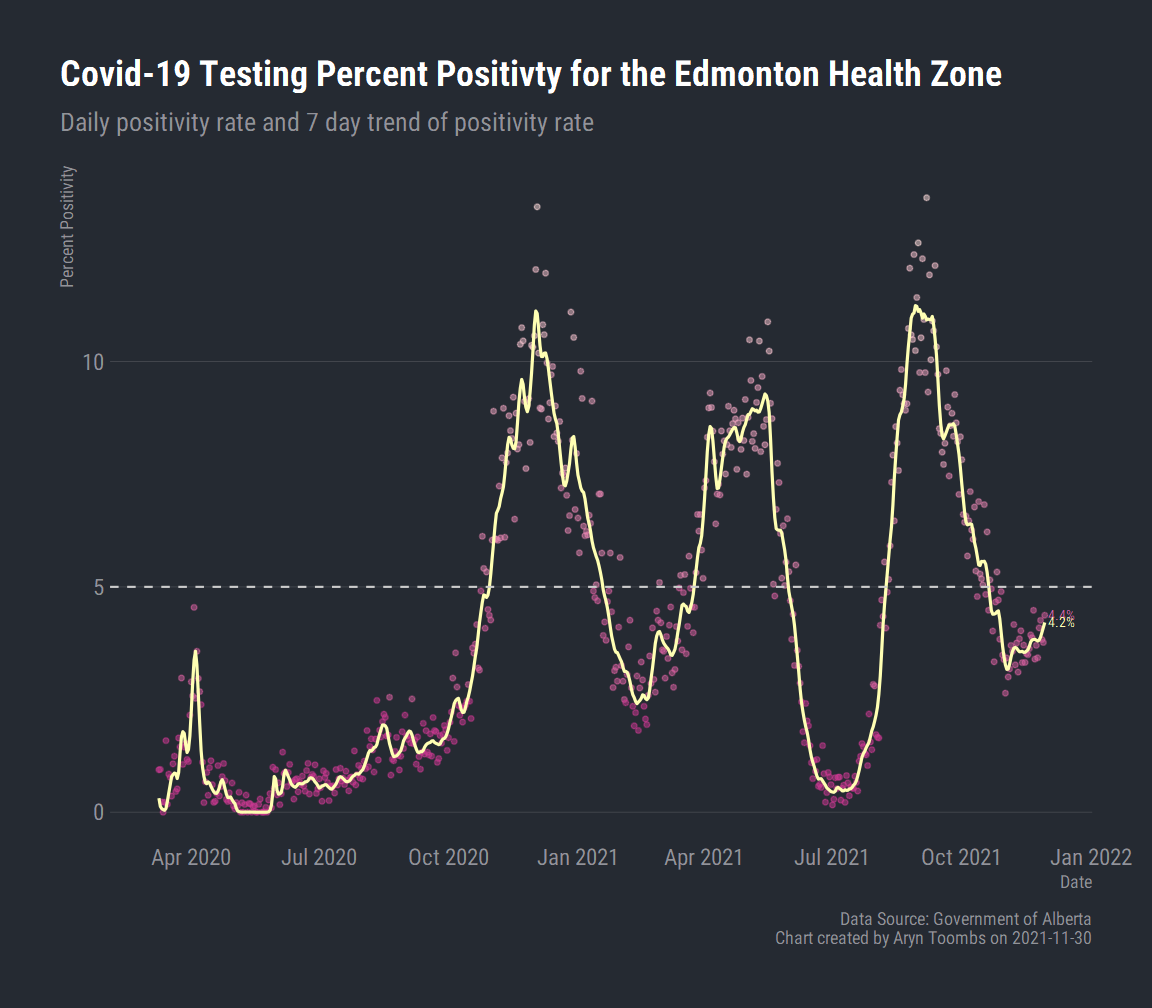 Covid-19 Testing Percent Positivty for the Edmonton Health Zone
Daily positivity rate and 7 day trend of positivity rate
Percent Positivity
10
5
0
4.4%
4.2%
Apr 2020 Jul 2020 Oct 2020 Jan 2021 Apr 2021 Jul 2021 Oct 2021 Jan 2022
Date
Data Source: Government of Alberta
Chart created by Aryn Toombs on 2021-11-30